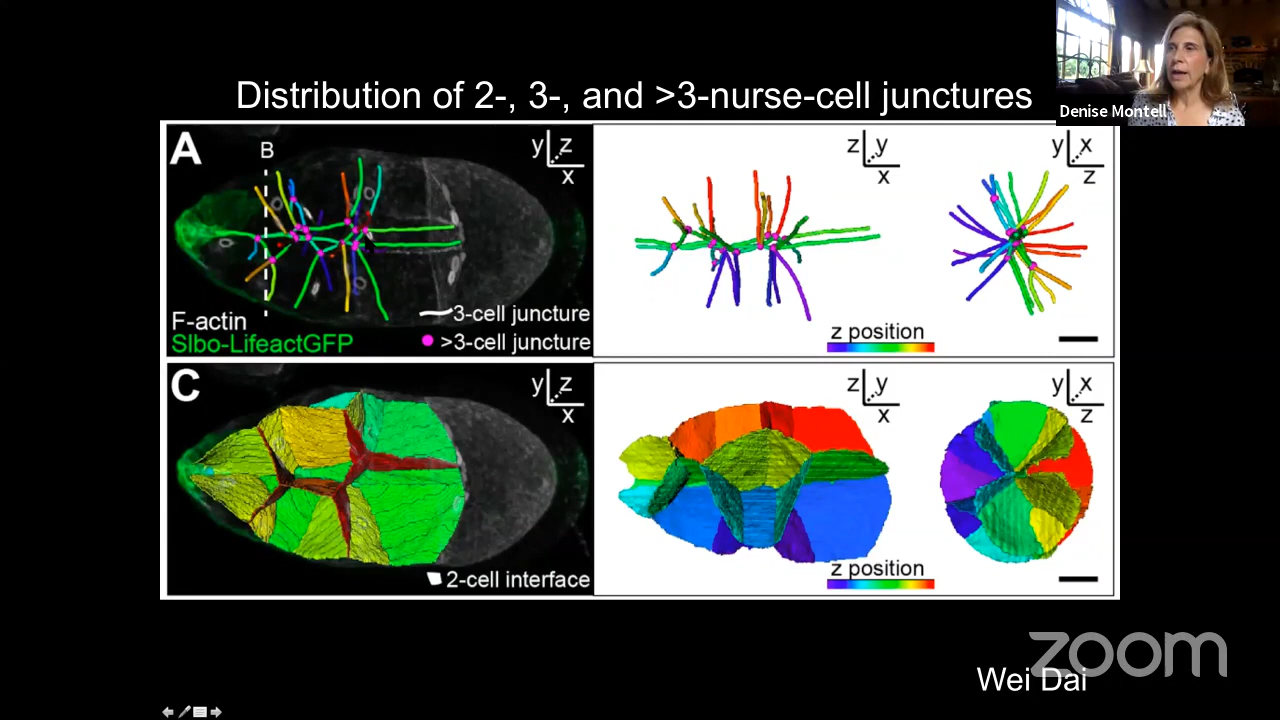 Denise Montell
Distribution of 2-, 3-, and >3-nurse-cell junctures
A
B
y z
x
F-actin
Slbo-LifeactGFP
3-cell juncture
>3-cell juncture
z y
x
z position
y x
z
C
y z
x
2-cell interface
z y
x
z position
y x
z
zoom
Wei Dai